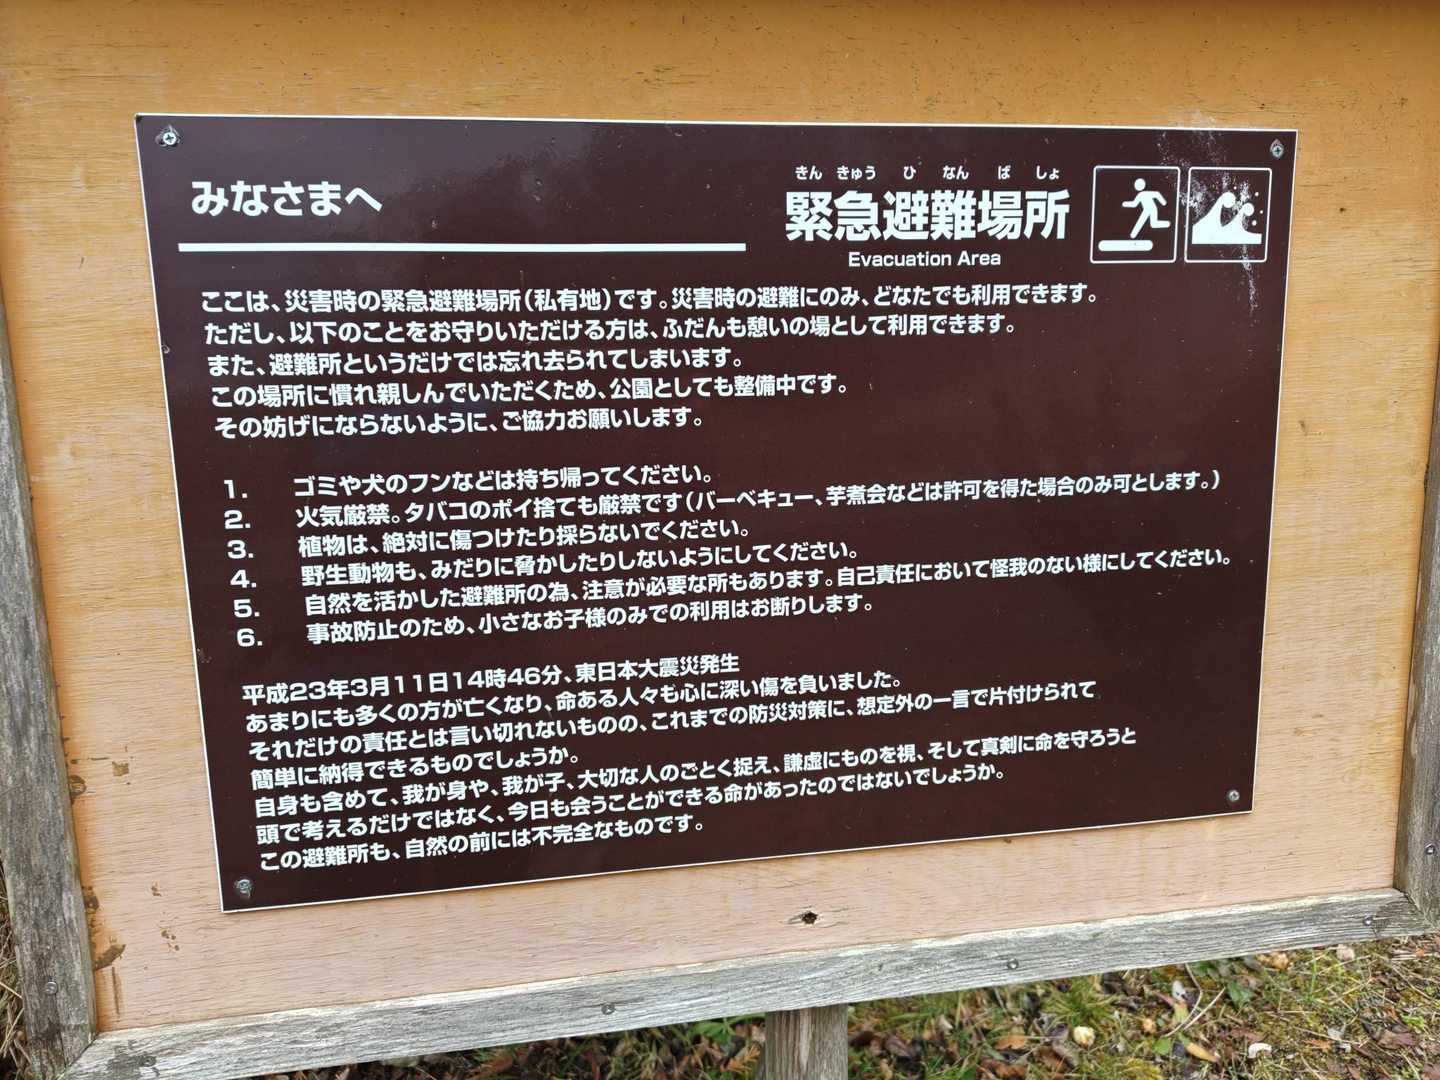 みなさまへ
きんきゅうひなんばしょ
緊急避難場所
Evacuation Area
ここは、災害時の緊急避難場所(私有地)です。災害時の避難にのみ、どなたでも利用できます。
ただし、以下のことをお守りいただける方は、ふだんも憩いの場として利用できます。
また、避難所というだけでは忘れ去られてしまいます。
この場所に慣れ親しんでいただくため、公園としても整備中です。
その妨げにならないように、ご協力お願いします。
1. ゴミや犬のフンなどは持ち帰ってください。
2. 火気厳禁。タバコのポイ捨ても厳禁です(バーベキュー、芋煮会などは許可を得た場合のみ可とします。)
3. 植物は、絶対に傷つけたり採らないでください。
4. 野生動物も、みだりに脅かしたりしないようにしてください。
5. 自然を活かした避難所の為、注意が必要な所もあります。自己責任において怪我のない様にしてください。
6. 事故防止のため、小さなお子様のみでの利用はお断りします。
平成23年3月11日14時46分、東日本大震災発生
あまりにも多くの方が亡くなり、命ある人々も心に深い傷を負いました。
それだけの責任とは言い切れないものの、これまでの防災対策に、想定外の一言で片付けられて
簡単に納得できるものでしょうか。
自身も含めて、我が身や、我が子、大切な人のごとく捉え、謙虚にものを視、そして真剣に命を守ろうと
頭で考えるだけではなく、今日も会うことができる命があったのではないでしょうか。
この避難所も、自然の前には不完全なものです。